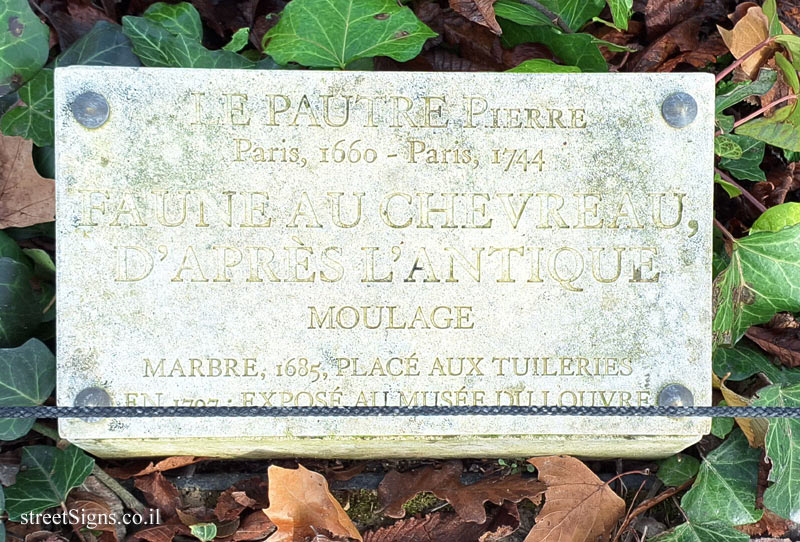 LE PAUTRE PIERRE
Paris, 1660 - Paris, 1744
FAUNE AU CHEVREAU,
D'APRÈS L'ANTIQUE
MOULAGE
MARBRE, 1685, PLACÉ AUX TUILERIES
EN 1797 ; EXPOSÉ AU MUSÉE DU LOUVRE
streetSigns.co.il